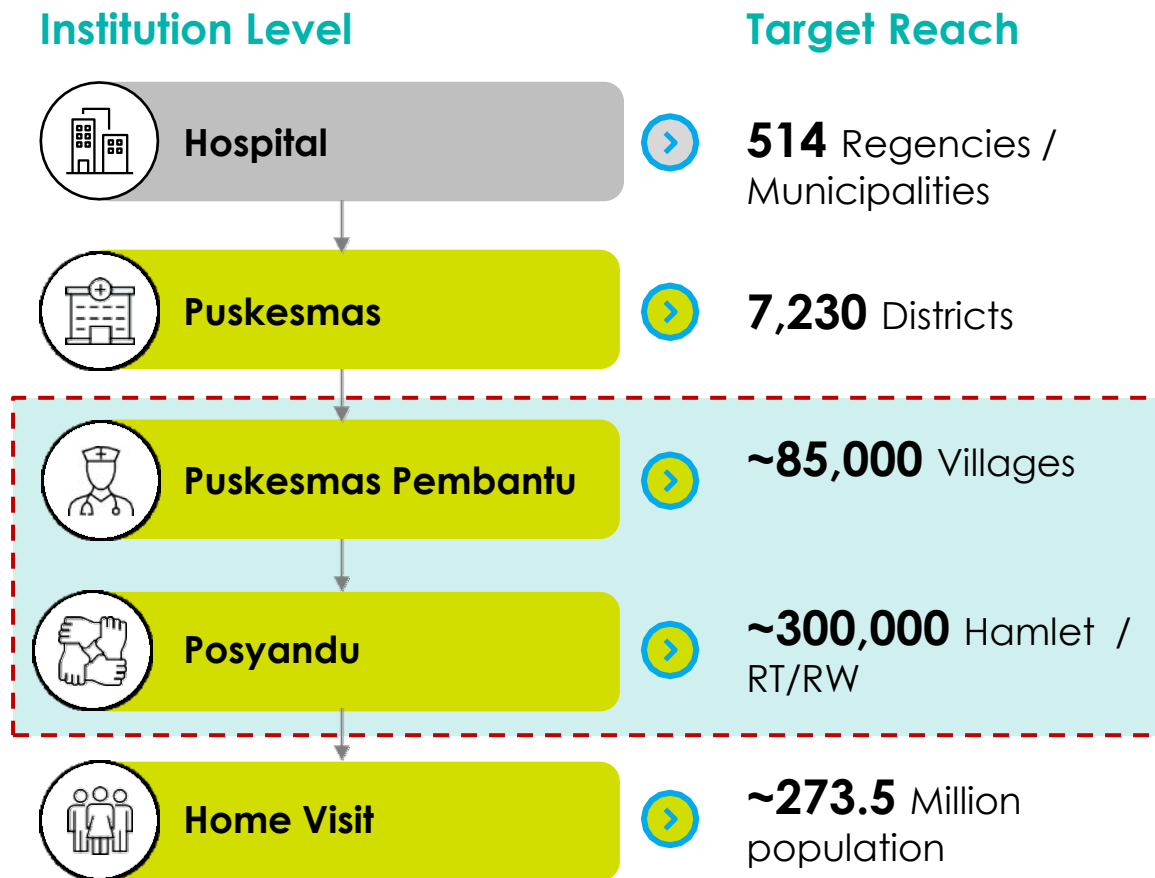 Institution Level
Target Reach
Hospital
514 Regencies /
Municipalities
Puskesmas
7,230 Districts
Puskesmas Pembantu
~85,000 Villages
Posyandu
~300,000 Hamlet /
RT/RW
Home Visit
~273.5 Million
population